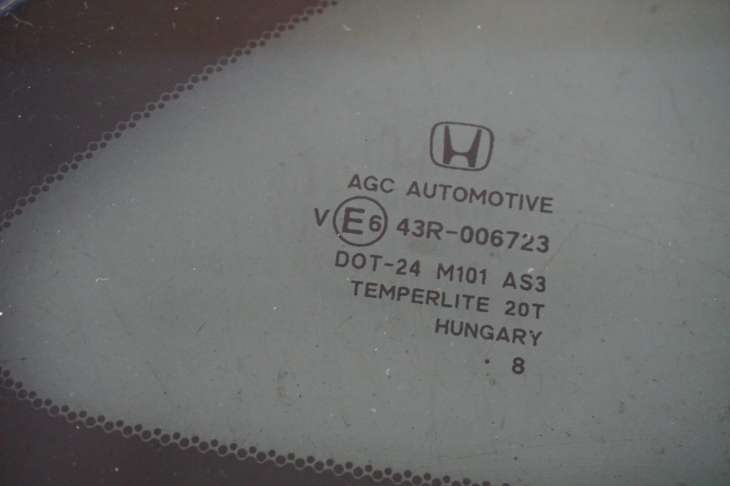 AGC AUTOMOTIVE
V E6 43R-006723
DOT-24 M101 AS3
TEMPERLITE 20T
HUNGARY
8